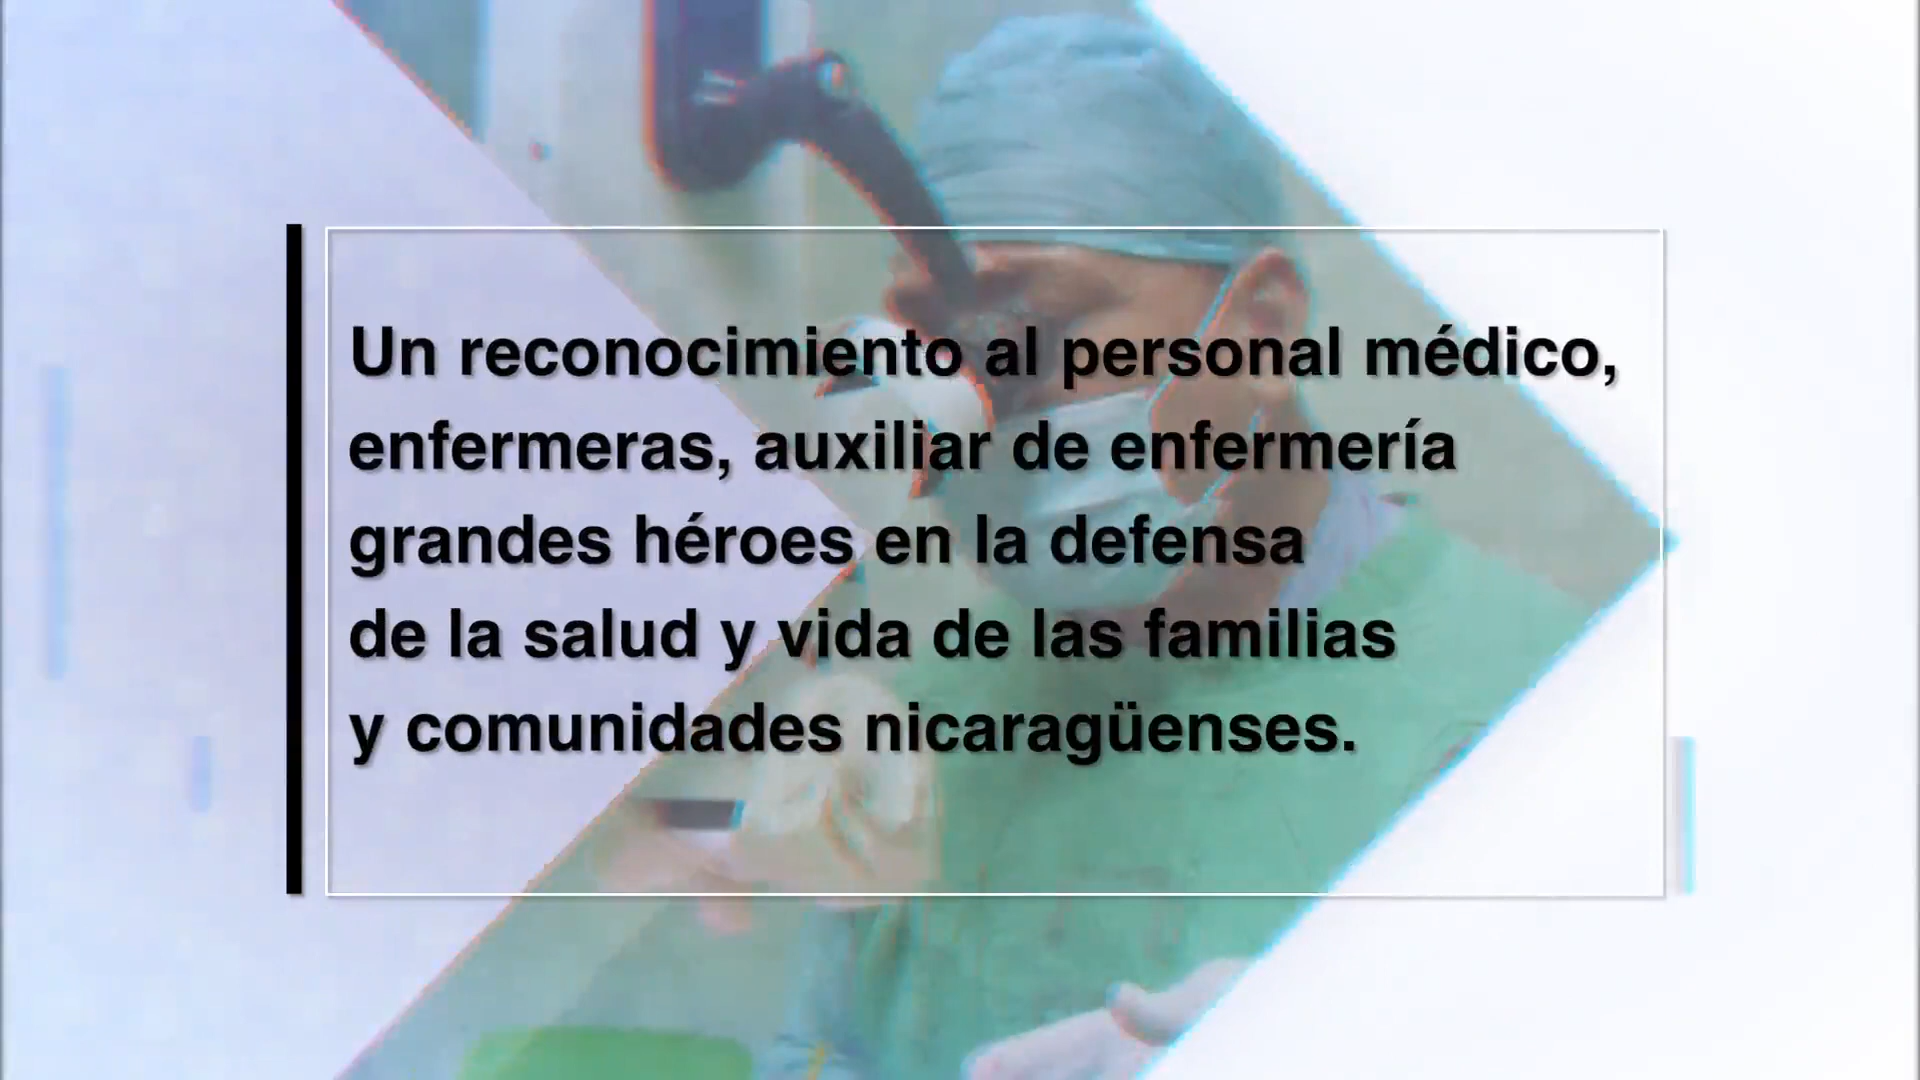 Un reconocimiento al personal médico,
enfermeras, auxiliar de enfermería
grandes héroes en la defensa
de la salud y vida de las familias
y comunidades nicaragüenses.